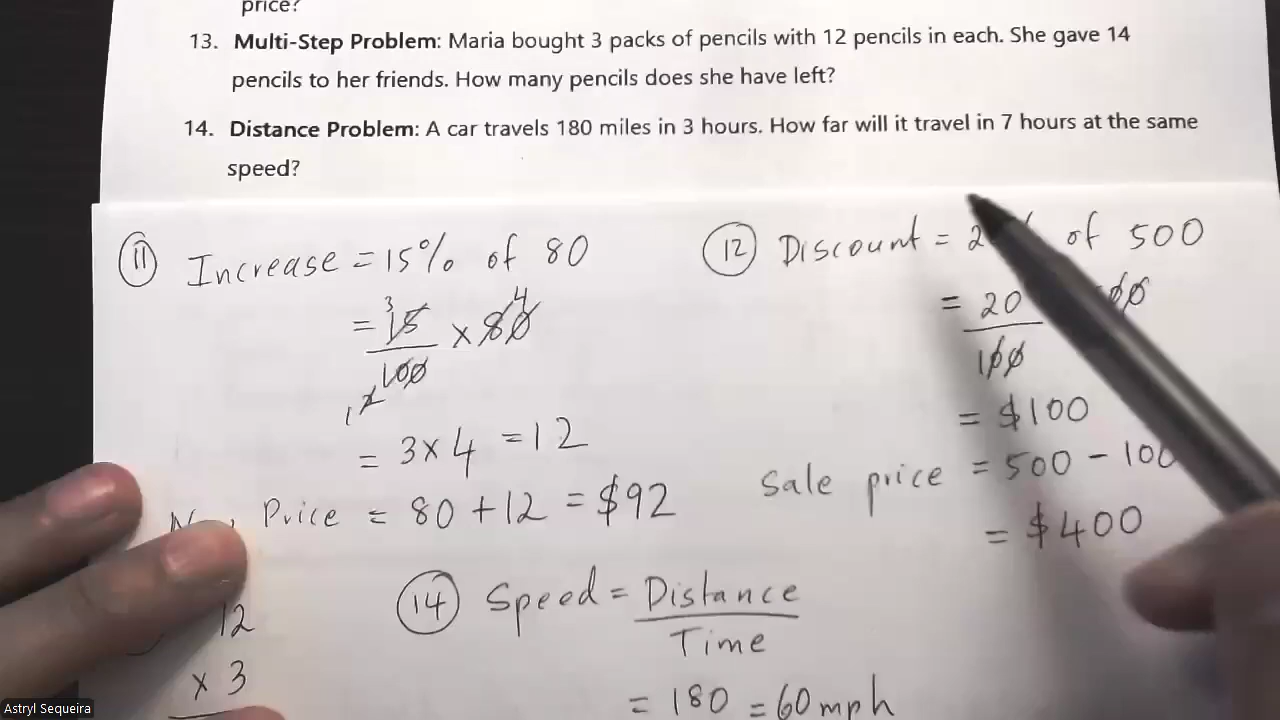 price?
13. Multi-Step Problem: Maria bought 3 packs of pencils with 12 pencils in each. She gave 14
pencils to her friends. How many pencils does she have left?
14. Distance Problem: A car travels 180 miles in 3 hours. How far will it travel in 7 hours at the same
speed?
11 Increase = 15% of 80
= 15/100 × 80
3 4
1 2
= 3 × 4 = 12
Price = 80 + 12 = $92
12 Discount = 2 of 500
= 20/100
= $100
Sale price = 500 - 100
= $400
12
× 3
14 Speed = Distance
Time
= 180 = 60 mph
Astryl Sequeira